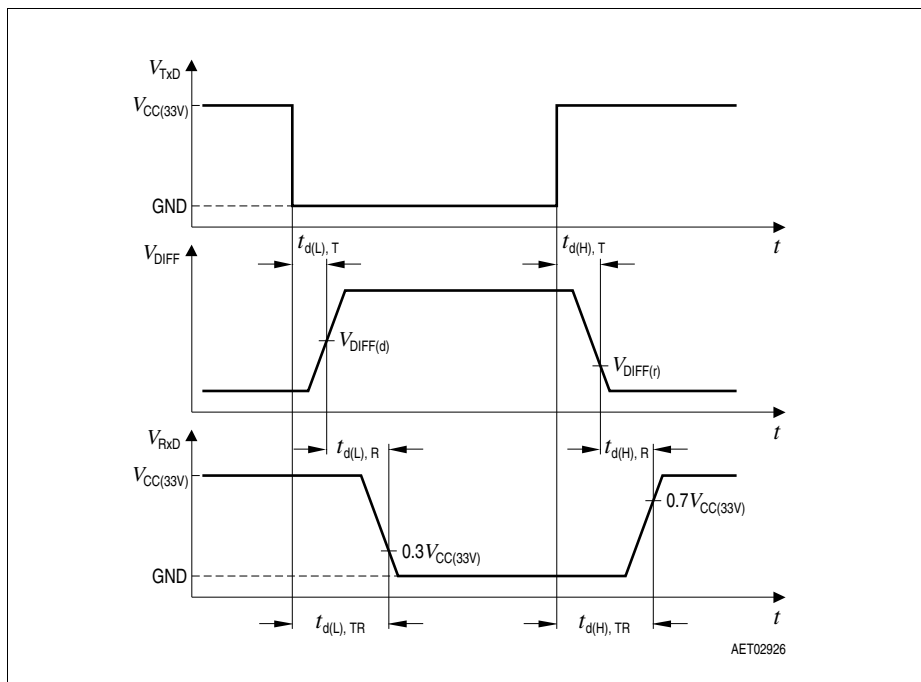 V_TxD
V_CC(33V)
GND
t
t_d(L), T
t_d(H), T
V_DIFF
V_DIFF(d)
V_DIFF(r)
t
V_RxD
t_d(L), R
t_d(H), R
V_CC(33V)
0.7V_CC(33V)
0.3V_CC(33V)
GND
t
t_d(L), TR
t_d(H), TR
AET02926